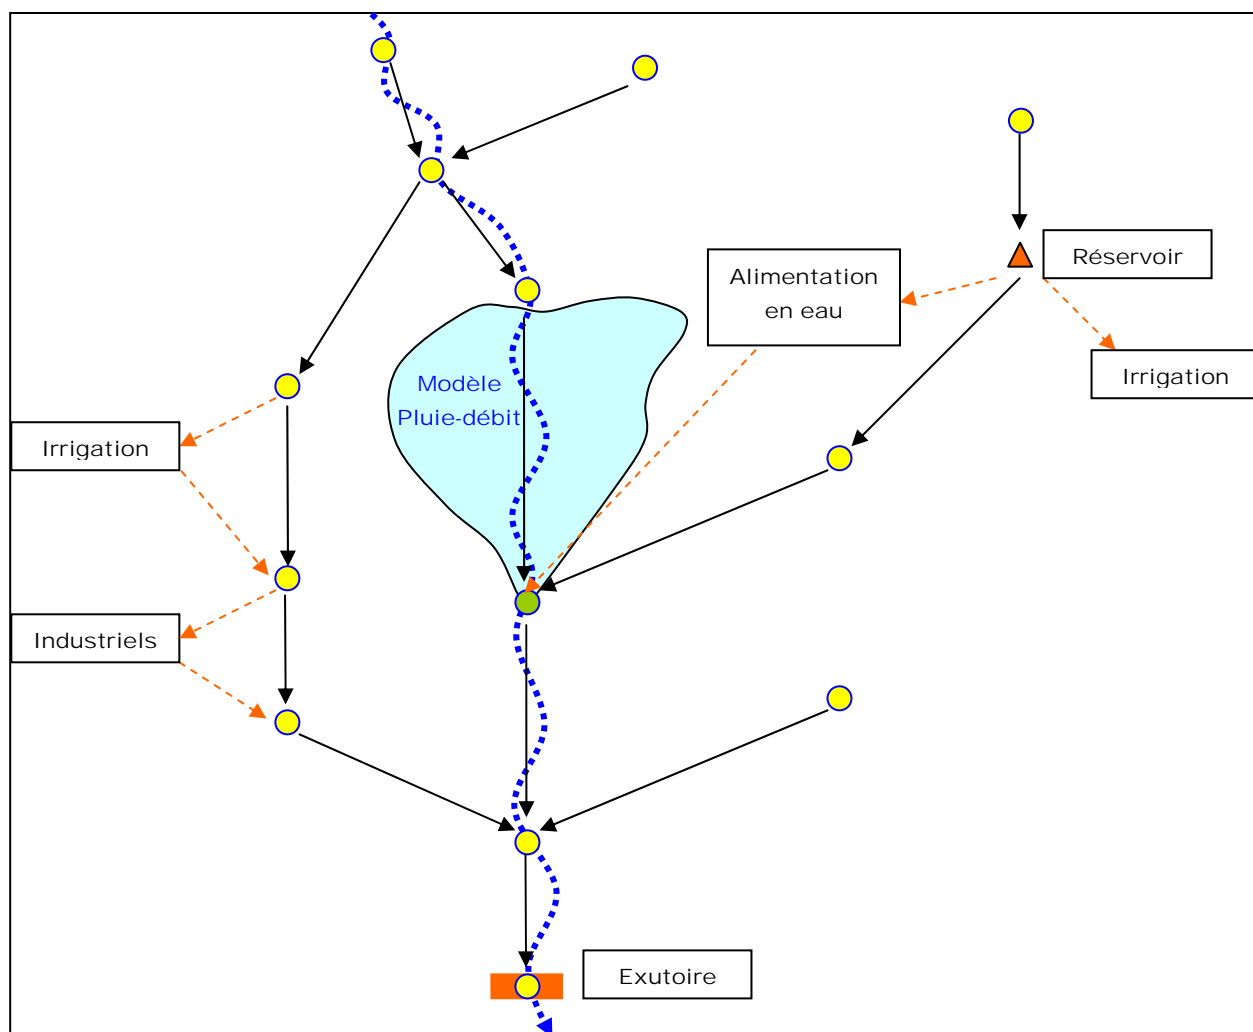 Réservoir
Alimentation
en eau
Irrigation
Modèle
Pluie-débit
Irrigation
Industriels
Exutoire